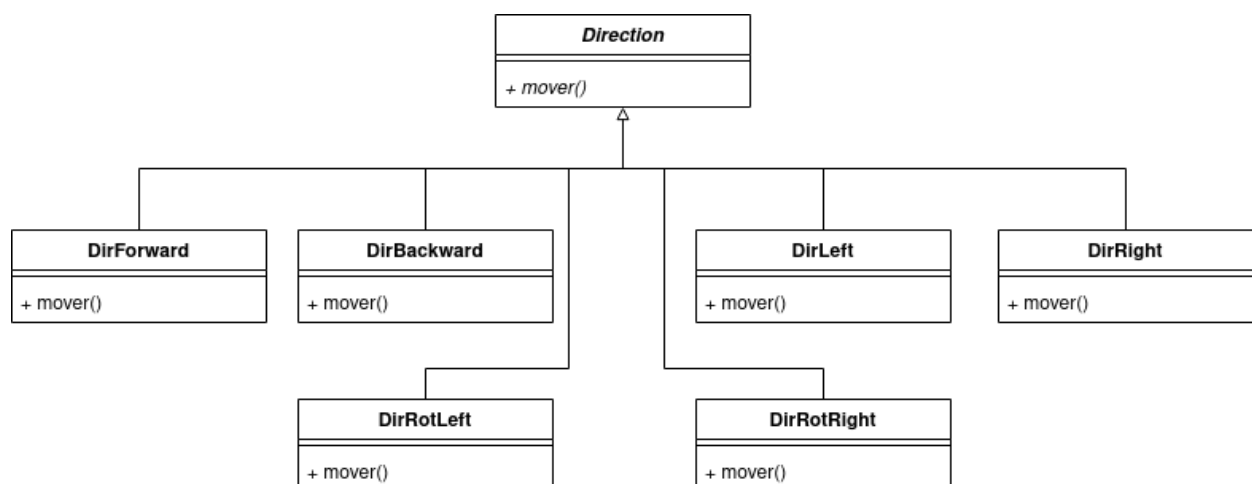 Direction
+ mover()
DirForward
+ mover()
DirBackward
+ mover()
DirLeft
+ mover()
DirRight
+ mover()
DirRotLeft
+ mover()
DirRotRight
+ mover()